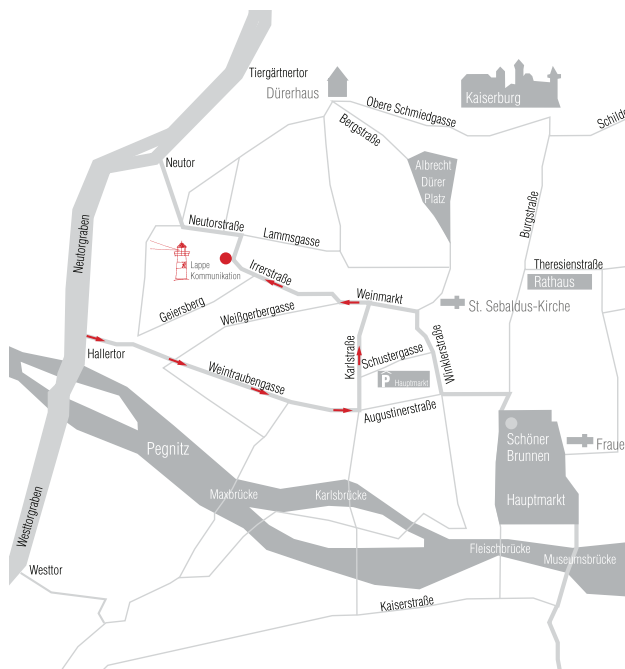 Tiergärtnertor
Dürerhaus
Kaiserburg
Obere Schmiedgasse
Schilde
Bergstraße
Neutor
Albrecht
Dürer
Platz
Burgstraße
Neutorgraben
Neutorstraße
Lammsgasse
Theresienstraße
Rathaus
Lappe
Kommunikation
Irrerstraße
Geiersberg
Weinmarkt
St. Sebaldus-Kirche
Weißgerbergasse
Hallertor
Karlstraße
Schustergasse
Winklerstraße
Weintraubengasse
P
Hauptmarkt
Augustinerstraße
Schöner
Brunnen
Fraue
Pegnitz
Maxbrücke
Karlsbrücke
Hauptmarkt
Westtorgraben
Fleischbrücke
Museumsbrücke
Westtor
Kaiserstraße